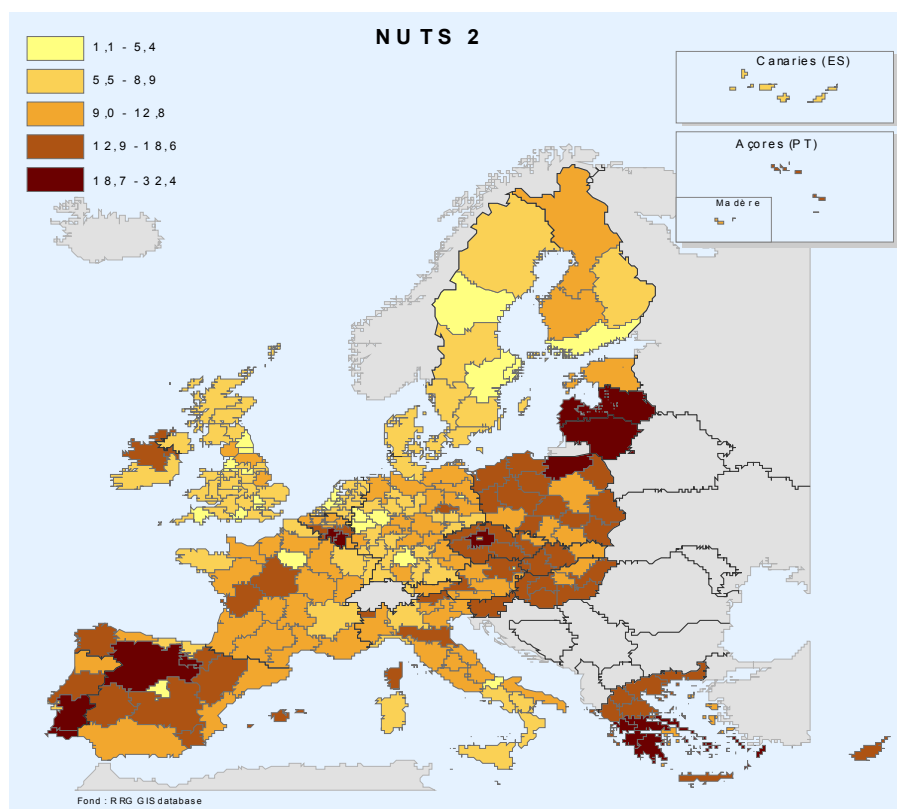 NUTS 2
1,1 - 5,4
5,5 - 8,9
9,0 - 12,8
12,9 - 18,6
18,7 - 32,4
Canaries (ES)
Açores (PT)
Madère
Fond : RRG GIS database